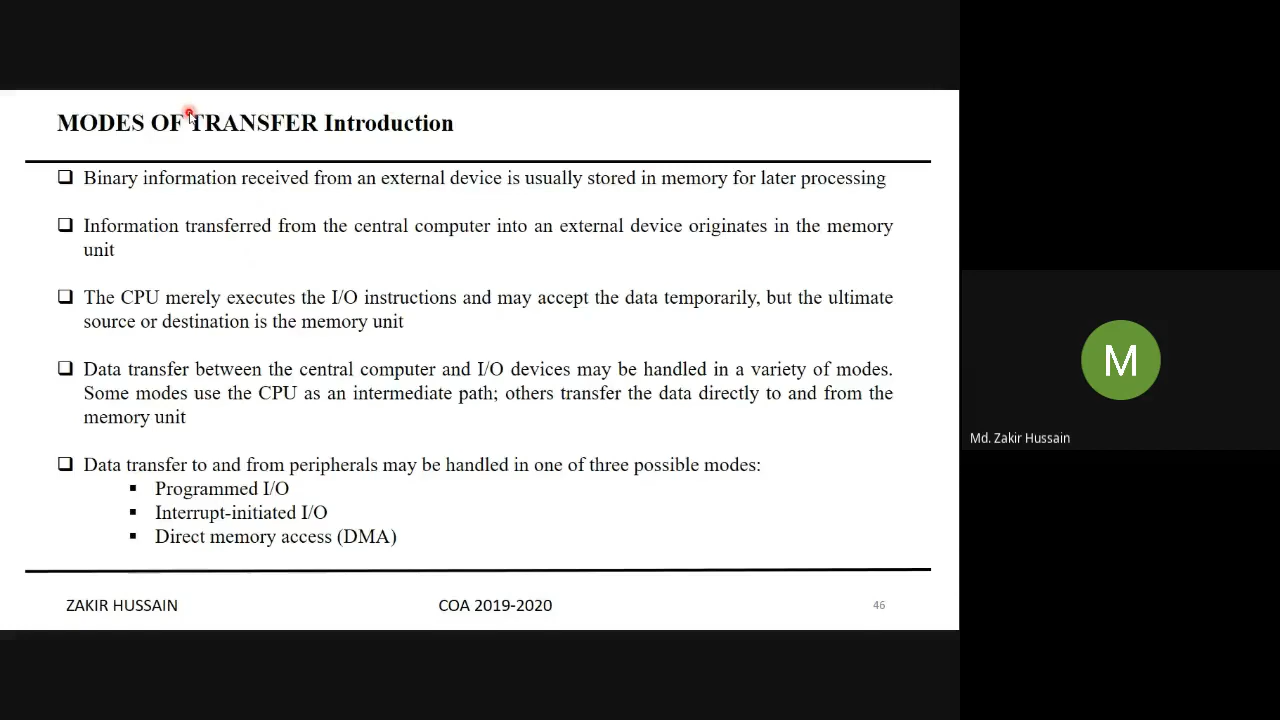 MODES OF TRANSFER Introduction
❑ Binary information received from an external device is usually stored in memory for later processing
❑ Information transferred from the central computer into an external device originates in the memory
unit
❑ The CPU merely executes the I/O instructions and may accept the data temporarily, but the ultimate
source or destination is the memory unit
❑ Data transfer between the central computer and I/O devices may be handled in a variety of modes.
Some modes use the CPU as an intermediate path; others transfer the data directly to and from the
memory unit
❑ Data transfer to and from peripherals may be handled in one of three possible modes:
▪ Programmed I/O
▪ Interrupt-initiated I/O
▪ Direct memory access (DMA)
ZAKIR HUSSAIN COA 2019-2020 46
M
Md. Zakir Hussain